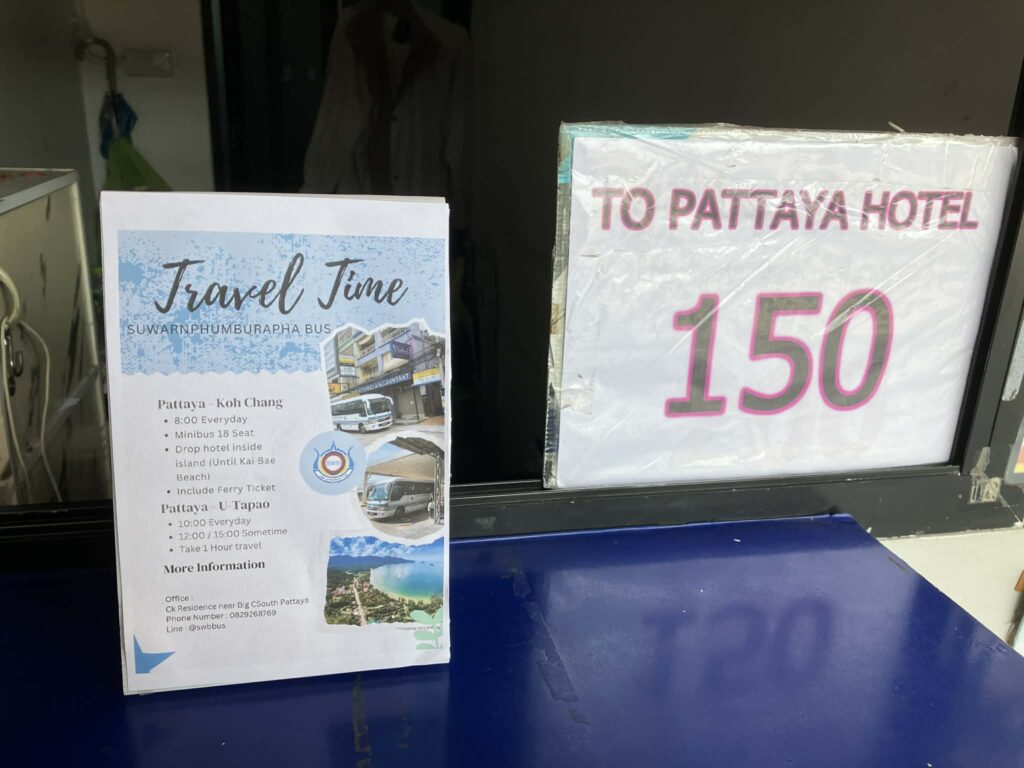 Travel Time
SUWARNPHUMBURAPHA BUS
Pattaya - Koh Chang
8:00 Everyday
Minibus 18 Seat
Drop hotel inside
island (Until Kai Bae
Beach)
Include Ferry Ticket
Pattaya - U-Tapao
10:00 Everyday
12:00 / 15:00 Sometime
Take 1 Hour travel
More Information
Office :
Ck Residence near Big CSouth Pattaya
Phone Number : 0829268769
Line : @swbbus
SWB
TO PATTAYA HOTEL
150